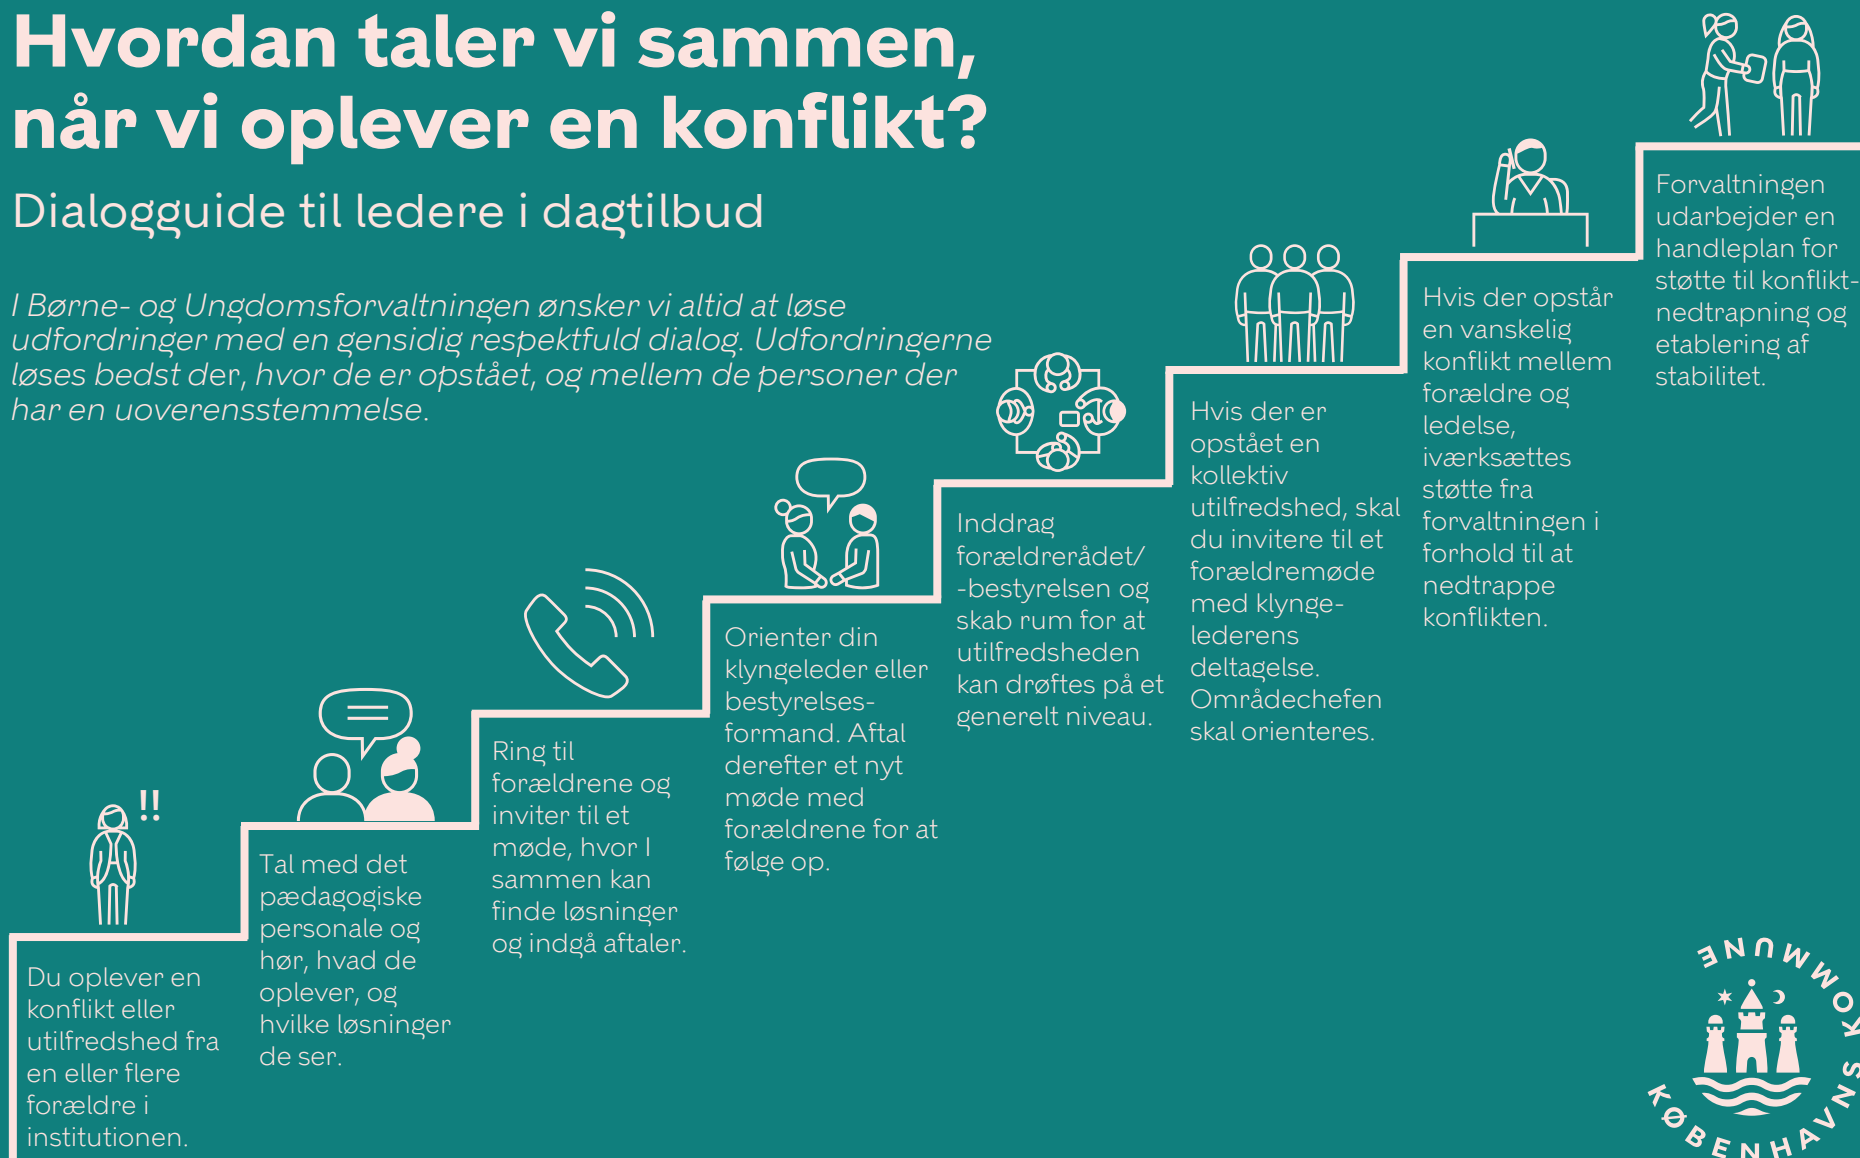 Hvordan taler vi sammen,
når vi oplever en konflikt?
Dialogguide til ledere i dagtilbud
I Børne- og Ungdomsforvaltningen ønsker vi altid at løse
udfordringer med en gensidig respektfuld dialog. Udfordringerne
løses bedst der, hvor de er opstået, og mellem de personer der
har en uoverensstemmelse.
!!
Du oplever en
konflikt eller
utilfredshed fra
en eller flere
forældre i
institutionen.
Tal med det
pædagogiske
personale og
hør, hvad de
oplever, og
hvilke løsninger
de ser.
Ring til
forældrene og
inviter til et
møde, hvor I
sammen kan
finde løsninger
og indgå aftaler.
Orienter din
klyngeleder eller
bestyrelses-
formand. Aftal
derefter et nyt
møde med
forældrene for at
følge op.
Inddrag
forældrerådet/
-bestyrelsen og
skab rum for at
utilfredsheden
kan drøftes på et
generelt niveau.
Hvis der er
opstået en
kollektiv
utilfredshed, skal
du invitere til et
forældremøde
med klynge-
lederens
deltagelse.
Områdechefen
skal orienteres.
Hvis der opstår
en vanskelig
konflikt mellem
forældre og
ledelse,
iværksættes
støtte fra
forvaltningen i
forhold til at
nedtrappe
konflikten.
Forvaltningen
udarbejder en
handleplan for
støtte til konflikt-
nedtrapning og
etablering af
stabilitet.
KØBENHAVNS KOMMUNE